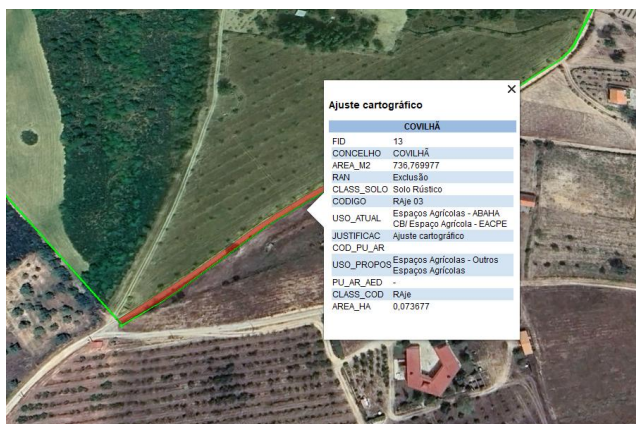 ×
Ajuste cartográfico
COVILHÃ
FID 13
CONCELHO COVILHÃ
AREA_M2 736,769977
RAN Exclusão
CLASS_SOLO Solo Rústico
CODIGO RAje 03
USO_ATUAL Espaços Agrícolas - ABAHA
CB/ Espaço Agrícola - EACPE
JUSTIFICAC Ajuste cartográfico
COD_PU_AR
USO_PROPOS Espaços Agrícolas - Outros
Espaços Agrícolas
PU_AR_AED -
CLASS_COD RAje
AREA_HA 0,073677